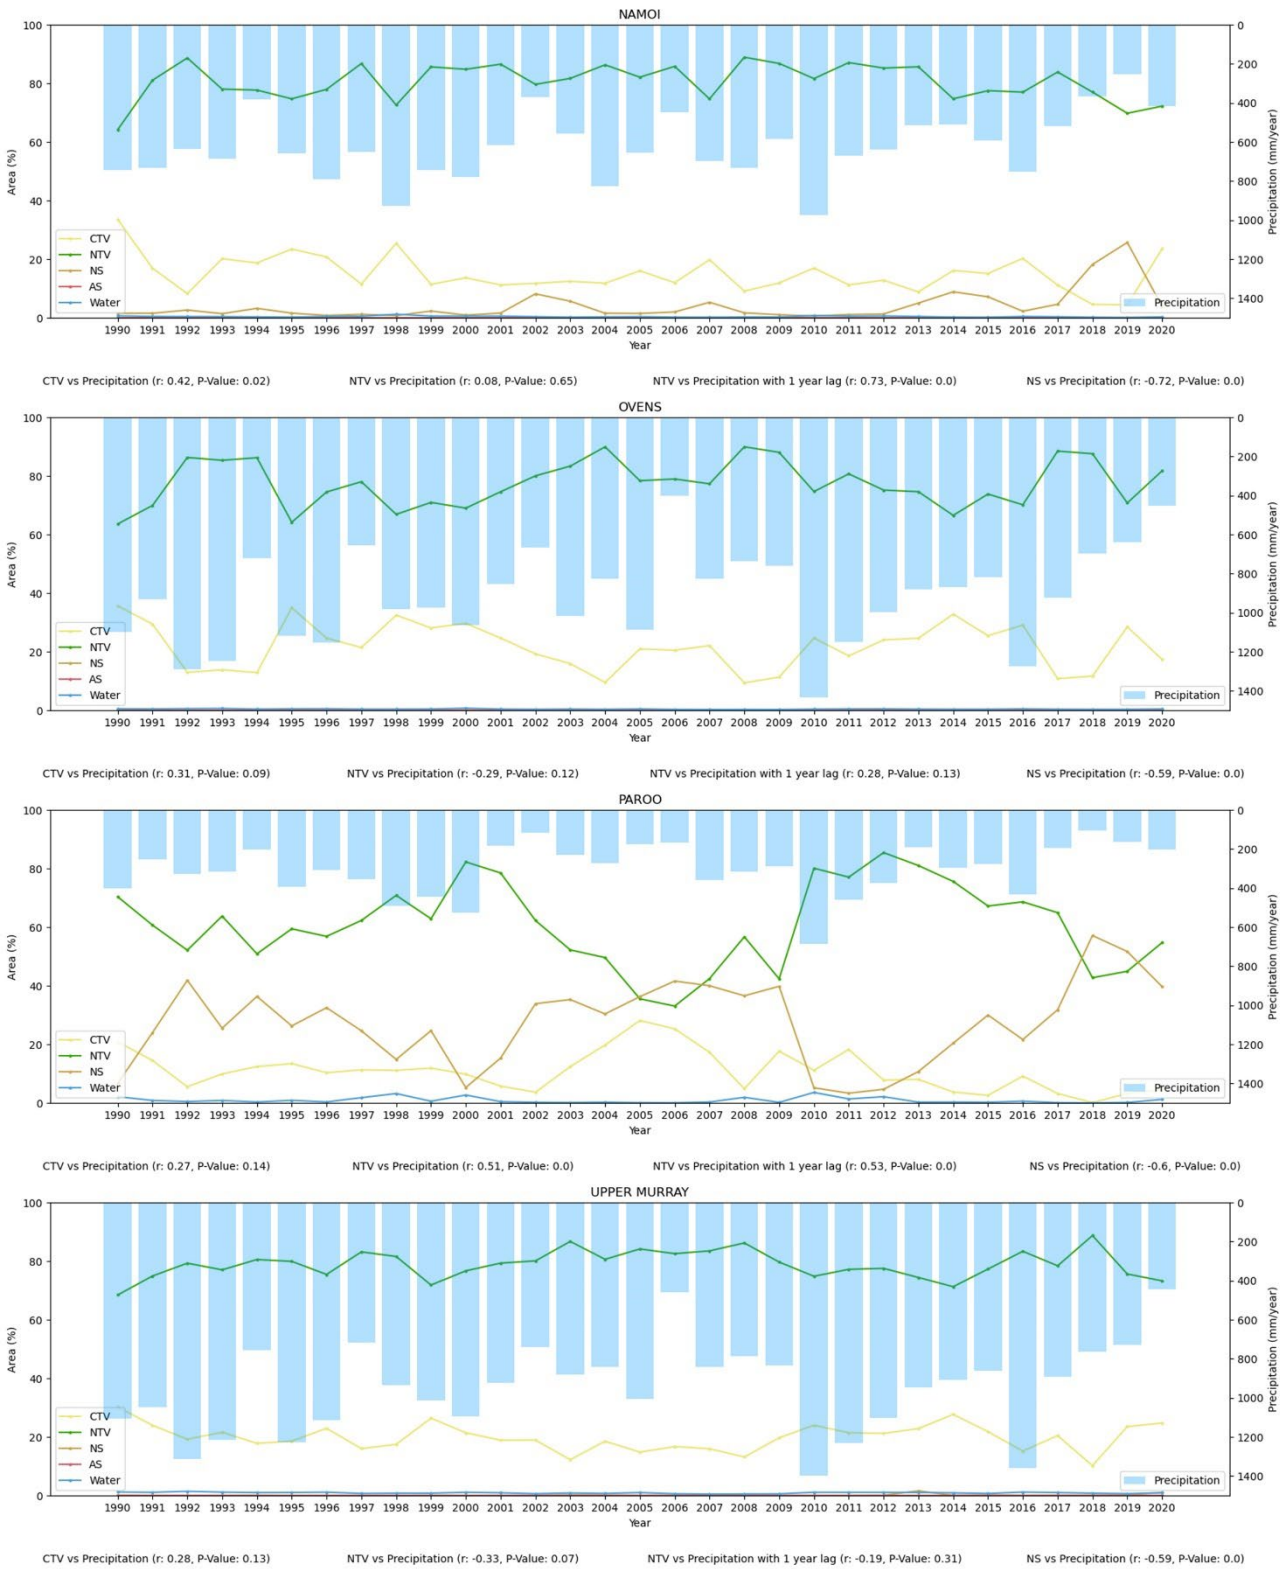 NAMOI
100
80
60
40
20
0
Area (%)
0
200
400
600
800
1000
1200
1400
Precipitation (mm/year)
CTV
NTV
NS
AS
Water
Precipitation
1990 1991 1992 1993 1994 1995 1996 1997 1998 1999 2000 2001 2002 2003 2004 2005 2006 2007 2008 2009 2010 2011 2012 2013 2014 2015 2016 2017 2018 2019 2020
Year
CTV vs Precipitation (r: 0.42, P-Value: 0.02) NTV vs Precipitation (r: 0.08, P-Value: 0.65) NTV vs Precipitation with 1 year lag (r: 0.73, P-Value: 0.0) NS vs Precipitation (r: -0.72, P-Value: 0.0)
OVENS
100
80
60
40
20
0
Area (%)
0
200
400
600
800
1000
1200
1400
Precipitation (mm/year)
CTV
NTV
NS
AS
Water
Precipitation
1990 1991 1992 1993 1994 1995 1996 1997 1998 1999 2000 2001 2002 2003 2004 2005 2006 2007 2008 2009 2010 2011 2012 2013 2014 2015 2016 2017 2018 2019 2020
Year
CTV vs Precipitation (r: 0.31, P-Value: 0.09) NTV vs Precipitation (r: -0.29, P-Value: 0.12) NTV vs Precipitation with 1 year lag (r: 0.28, P-Value: 0.13) NS vs Precipitation (r: -0.59, P-Value: 0.0)
PAROO
100
80
60
40
20
0
Area (%)
0
200
400
600
800
1000
1200
1400
Precipitation (mm/year)
CTV
NTV
NS
Water
Precipitation
1990 1991 1992 1993 1994 1995 1996 1997 1998 1999 2000 2001 2002 2003 2004 2005 2006 2007 2008 2009 2010 2011 2012 2013 2014 2015 2016 2017 2018 2019 2020
Year
CTV vs Precipitation (r: 0.27, P-Value: 0.14) NTV vs Precipitation (r: 0.51, P-Value: 0.0) NTV vs Precipitation with 1 year lag (r: 0.53, P-Value: 0.0) NS vs Precipitation (r: -0.6, P-Value: 0.0)
UPPER MURRAY
100
80
60
40
20
0
Area (%)
0
200
400
600
800
1000
1200
1400
Precipitation (mm/year)
CTV
NTV
NS
AS
Water
Precipitation
1990 1991 1992 1993 1994 1995 1996 1997 1998 1999 2000 2001 2002 2003 2004 2005 2006 2007 2008 2009 2010 2011 2012 2013 2014 2015 2016 2017 2018 2019 2020
Year
CTV vs Precipitation (r: 0.28, P-Value: 0.13) NTV vs Precipitation (r: -0.33, P-Value: 0.07) NTV vs Precipitation with 1 year lag (r: -0.19, P-Value: 0.31) NS vs Precipitation (r: -0.59, P-Value: 0.0)